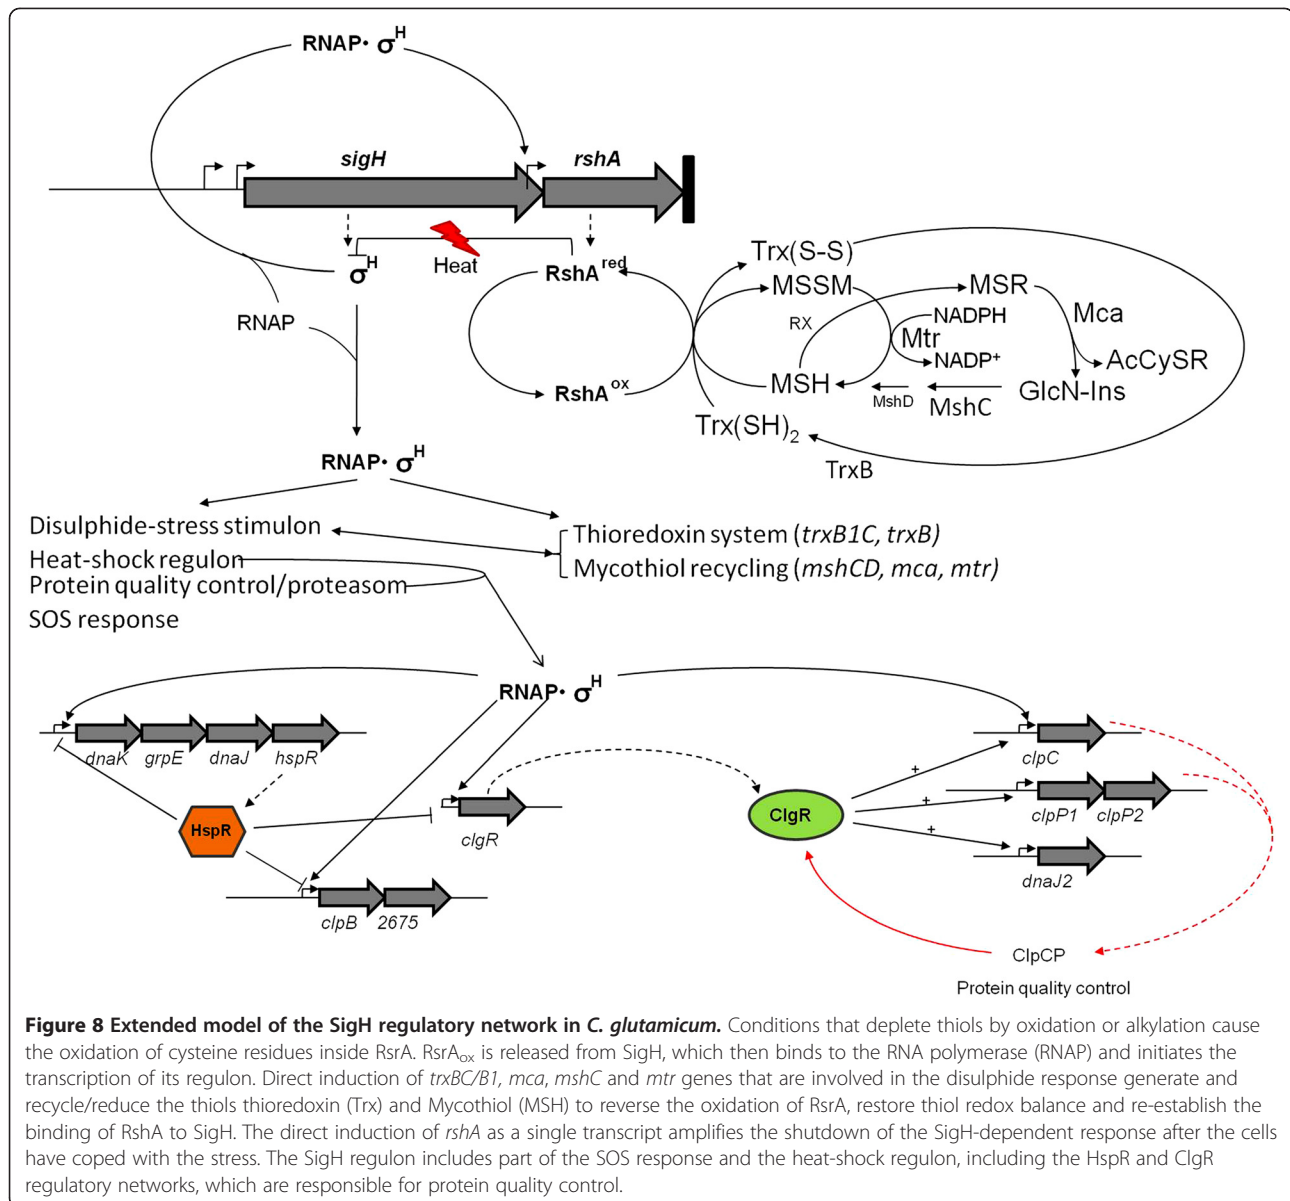 RNAP· σH
sigH
rshA
σH
Heat
RshAred
RNAP
RshAox
Trx(S-S)
MSSM
MSR
RX
NADPH
Mca
Mtr
NADP+
AcCySR
MSH
MshD
MshC
GlcN-Ins
Trx(SH)2
TrxB
RNAP· σH
Disulphide-stress stimulon
Heat-shock regulon
Protein quality control/proteasom
SOS response
Thioredoxin system (trxB1C, trxB)
Mycothiol recycling (mshCD, mca, mtr)
RNAP· σH
dnaK grpE dnaJ hspR
HspR
clgR
clpB 2675
ClgR
+
+
+
clpC
clpP1 clpP2
dnaJ2
ClpCP
Protein quality control
Figure 8 Extended model of the SigH regulatory network in C. glutamicum. Conditions that deplete thiols by oxidation or alkylation cause
the oxidation of cysteine residues inside RsrA. RsrAox is released from SigH, which then binds to the RNA polymerase (RNAP) and initiates the
transcription of its regulon. Direct induction of trxBC/B1, mca, mshC and mtr genes that are involved in the disulphide response generate and
recycle/reduce the thiols thioredoxin (Trx) and Mycothiol (MSH) to reverse the oxidation of RsrA, restore thiol redox balance and re-establish the
binding of RshA to SigH. The direct induction of rshA as a single transcript amplifies the shutdown of the SigH-dependent response after the cells
have coped with the stress. The SigH regulon includes part of the SOS response and the heat-shock regulon, including the HspR and ClgR
regulatory networks, which are responsible for protein quality control.